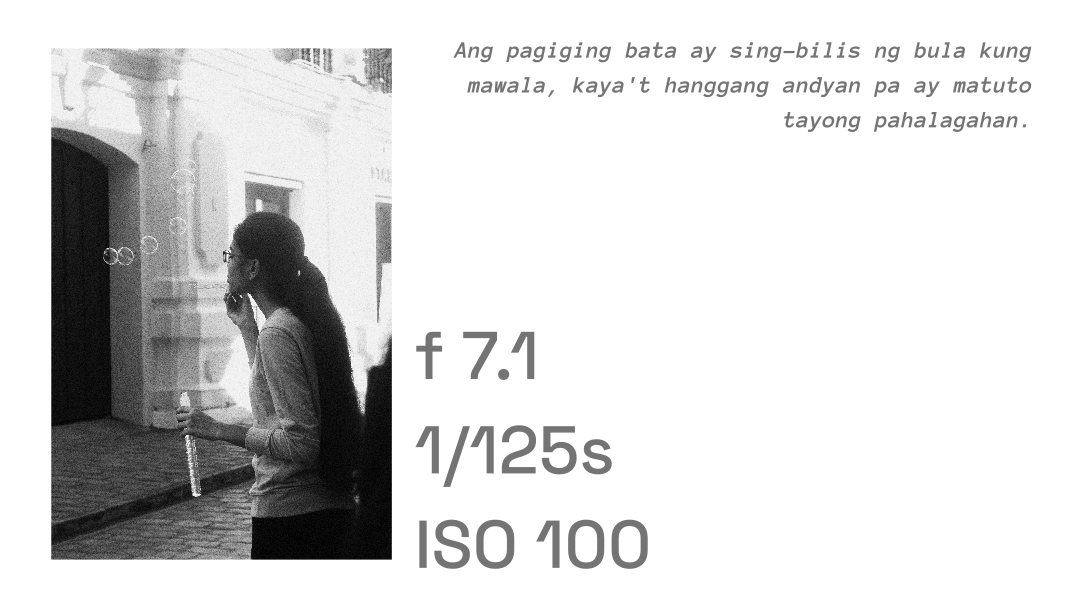 Ang pagiging bata ay sing-bilis ng bula kung
mawala, kaya't hanggang andyan pa ay matuto
tayong pahalagahan.
f 7.1
1/125s
ISO 100